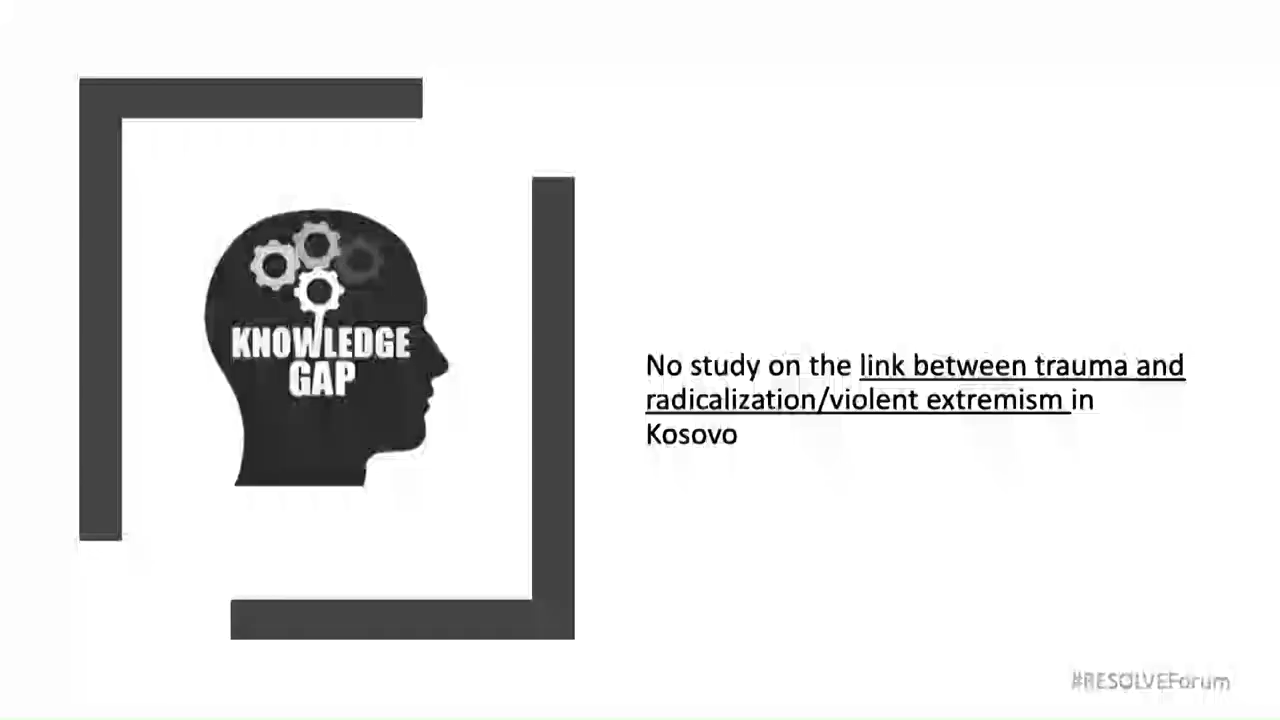 KNOWLEDGE
GAP
No study on the link between trauma and
radicalization/violent extremism in
Kosovo
#RESOLVEForum